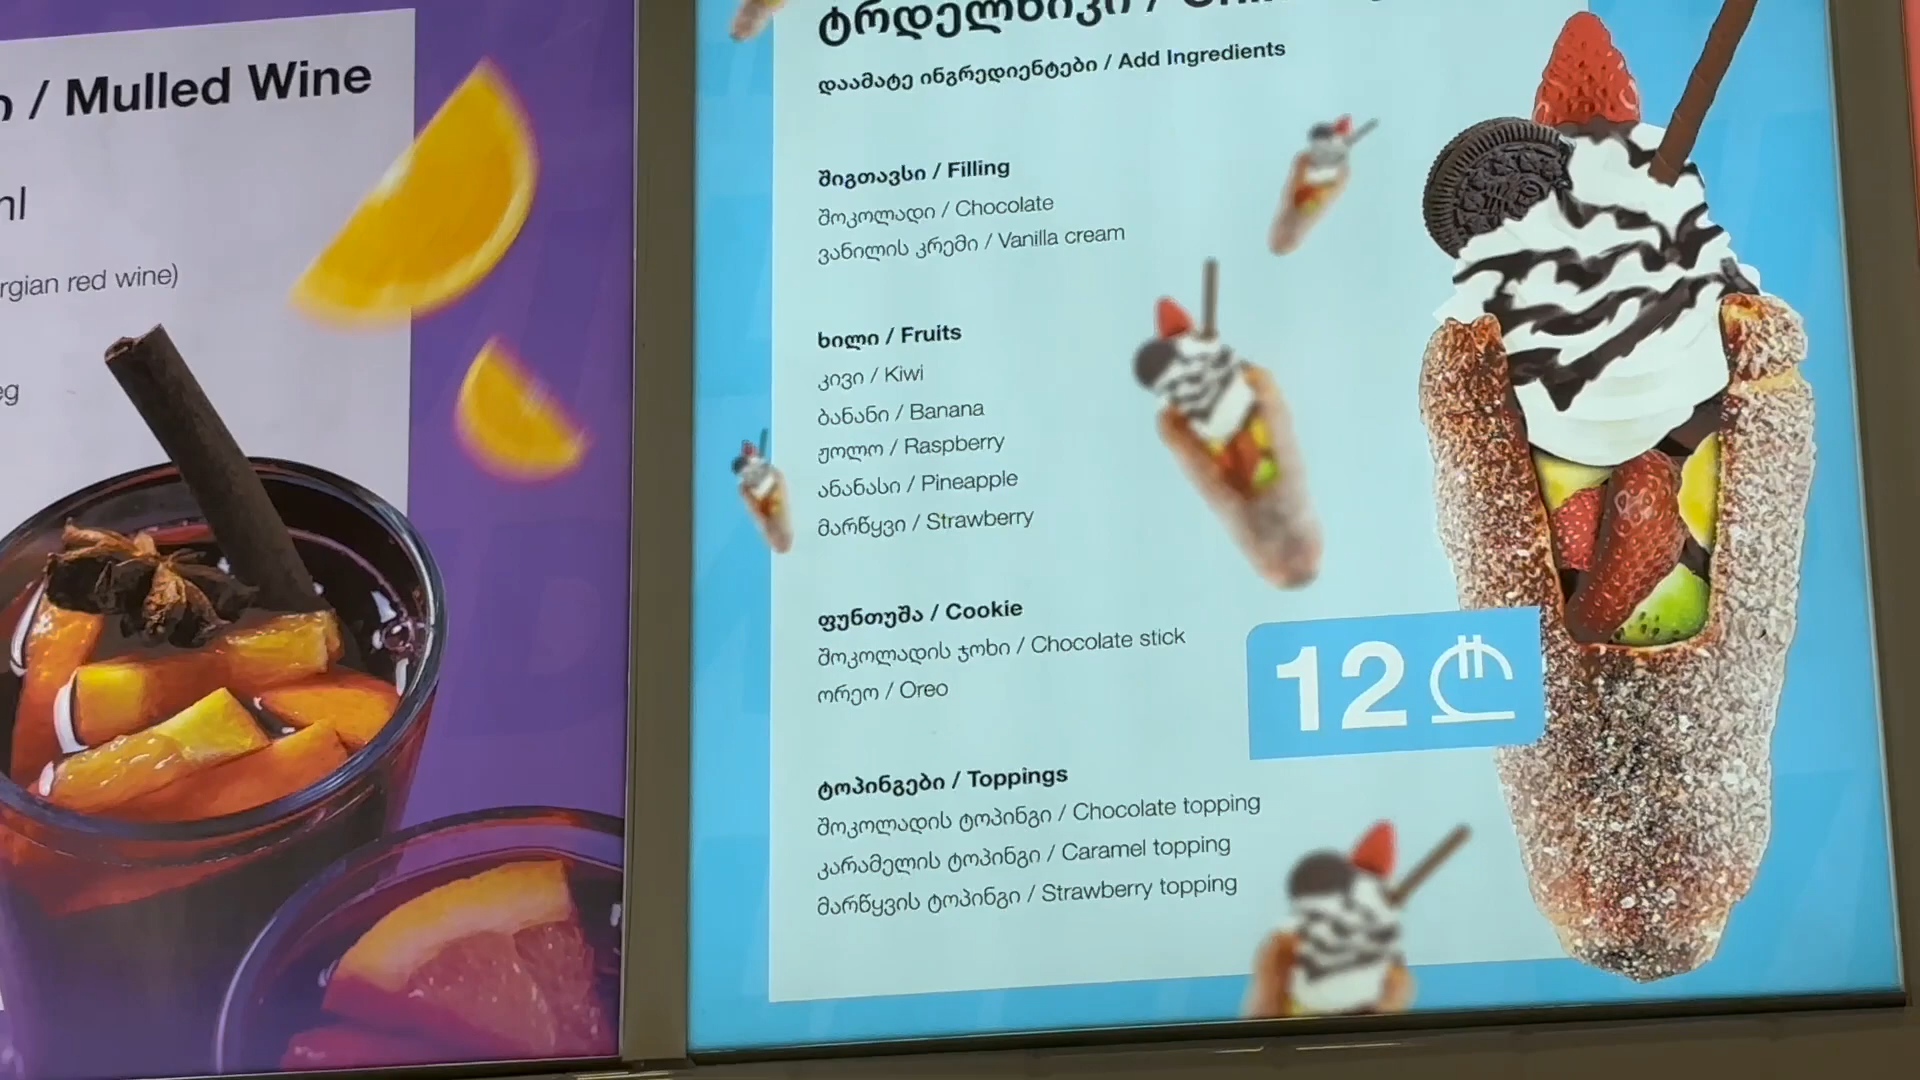 / Mulled Wine
ml
rgian red wine)
eg
ტრდელნიკი /
დაამატე ინგრედიენტები / Add Ingredients
შიგთავსი / Filling
შოკოლადი / Chocolate
ვანილის კრემი / Vanilla cream
ხილი / Fruits
კივი / Kiwi
ბანანი / Banana
ჟოლო / Raspberry
ანანასი / Pineapple
მარწყვი / Strawberry
ფუნთუშა / Cookie
შოკოლადის ჯოხი / Chocolate stick
ორეო / Oreo
12 ₾
ტოპინგები / Toppings
შოკოლადის ტოპინგი / Chocolate topping
კარამელის ტოპინგი / Caramel topping
მარწყვის ტოპინგი / Strawberry topping